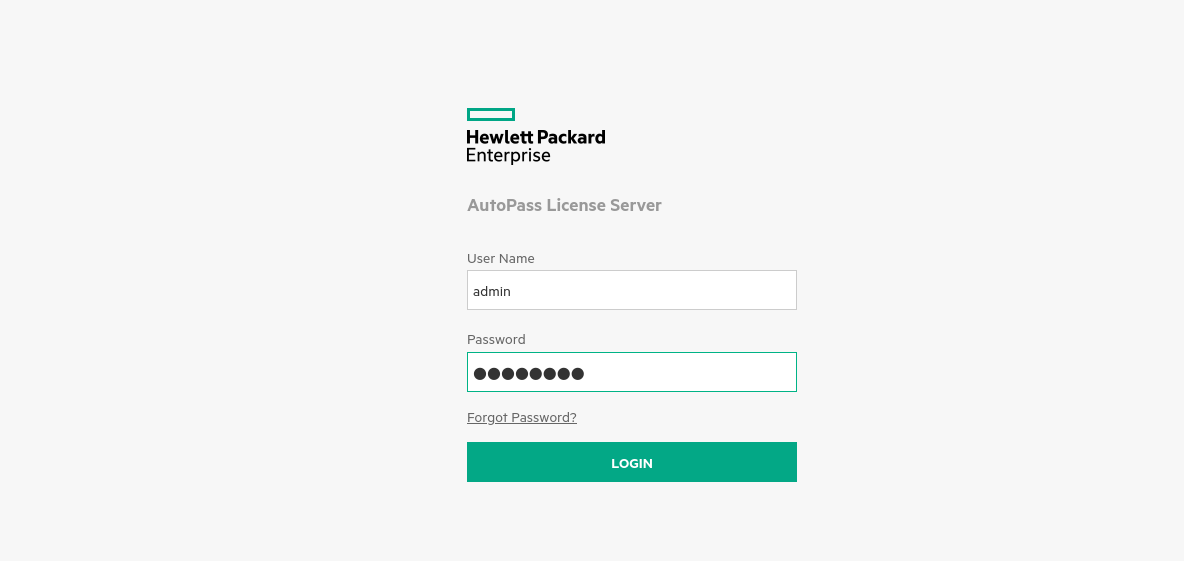 Hewlett Packard
Enterprise
AutoPass License Server
User Name
admin
Password
●●●●●●●●
Forgot Password?
LOGIN